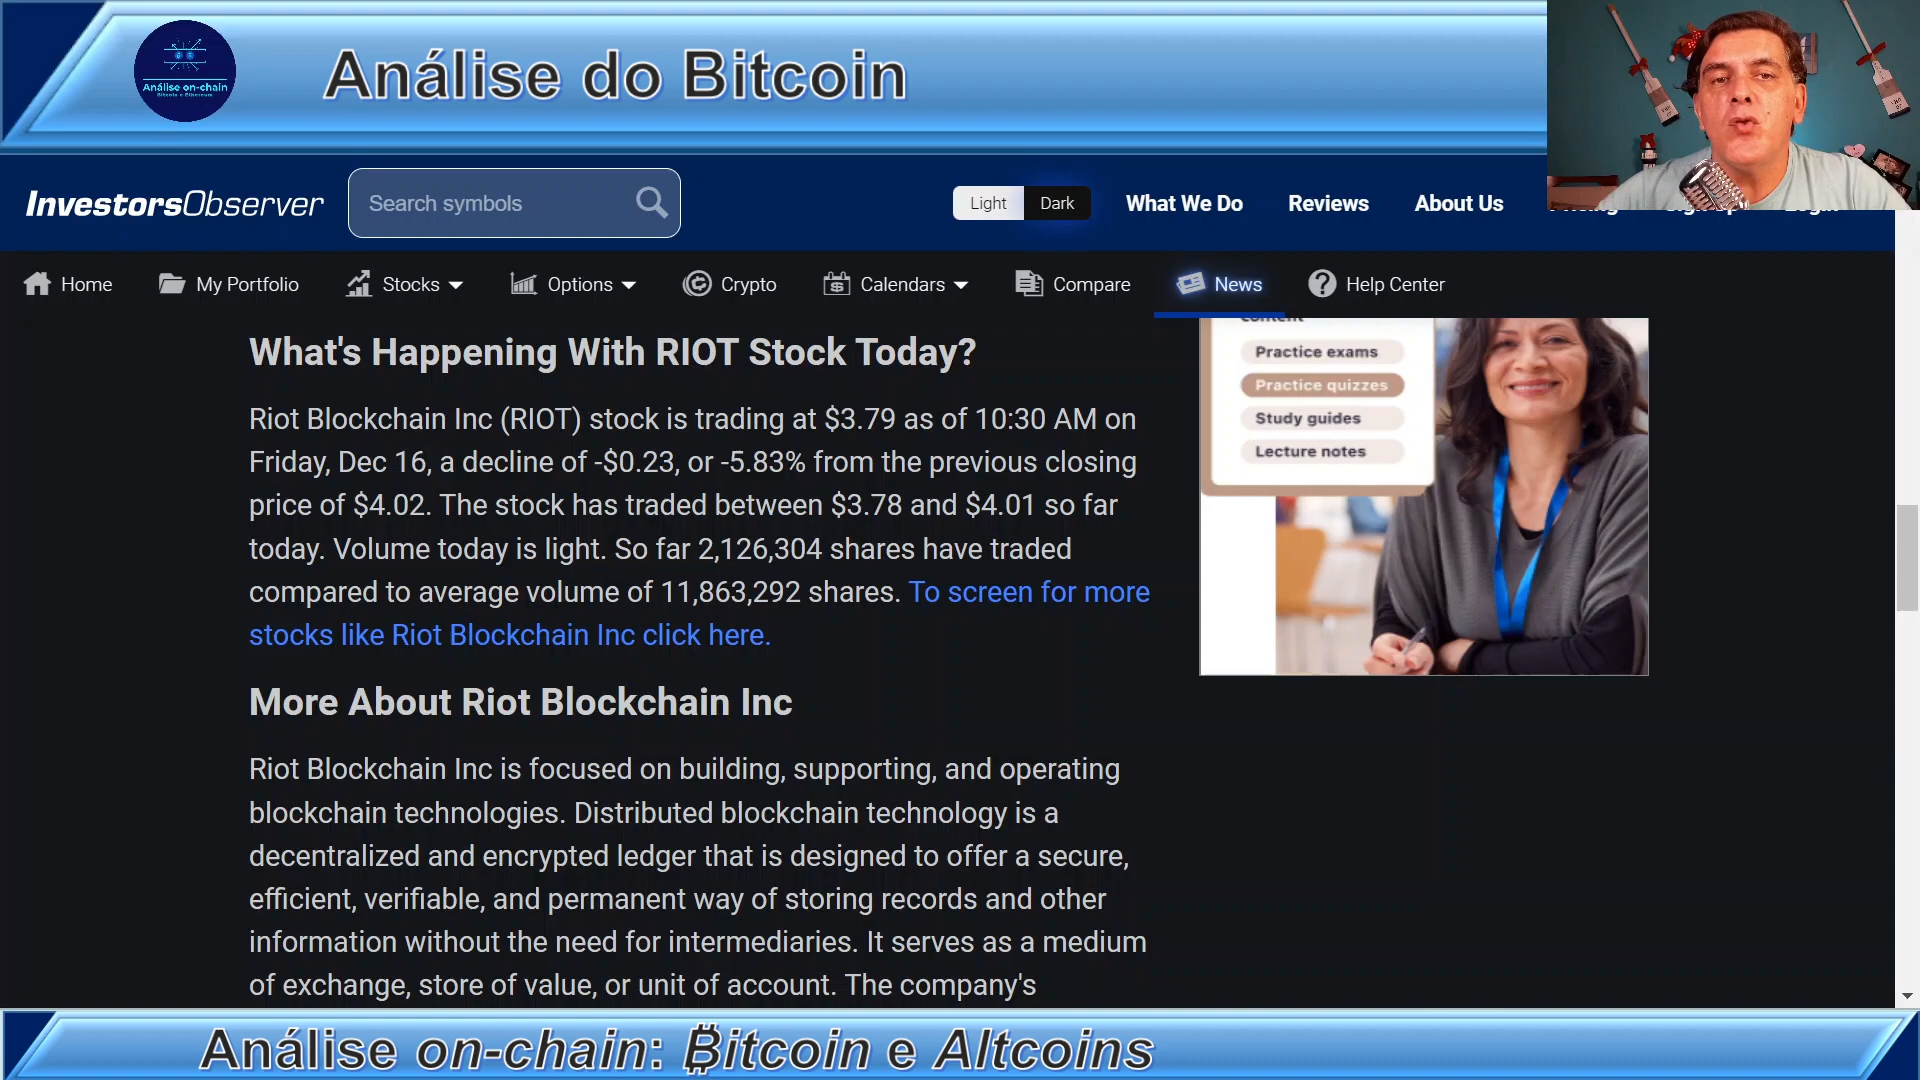 Análise do Bitcoin
Análise on-chain
Bitcoin e Ethereum
InvestorsObserver
Search symbols
Light
Dark
What We Do
Reviews
About Us
Home
My Portfolio
Stocks
Options
Crypto
Calendars
Compare
News
Help Center
What's Happening With RIOT Stock Today?
Riot Blockchain Inc (RIOT) stock is trading at $3.79 as of 10:30 AM on
Friday, Dec 16, a decline of -$0.23, or -5.83% from the previous closing
price of $4.02. The stock has traded between $3.78 and $4.01 so far
today. Volume today is light. So far 2,126,304 shares have traded
compared to average volume of 11,863,292 shares. To screen for more
stocks like Riot Blockchain Inc click here.
content
Practice exams
Practice quizzes
Study guides
Lecture notes
More About Riot Blockchain Inc
Riot Blockchain Inc is focused on building, supporting, and operating
blockchain technologies. Distributed blockchain technology is a
decentralized and encrypted ledger that is designed to offer a secure,
efficient, verifiable, and permanent way of storing records and other
information without the need for intermediaries. It serves as a medium
of exchange, store of value, or unit of account. The company's
Análise on-chain: ₿itcoin e Altcoins